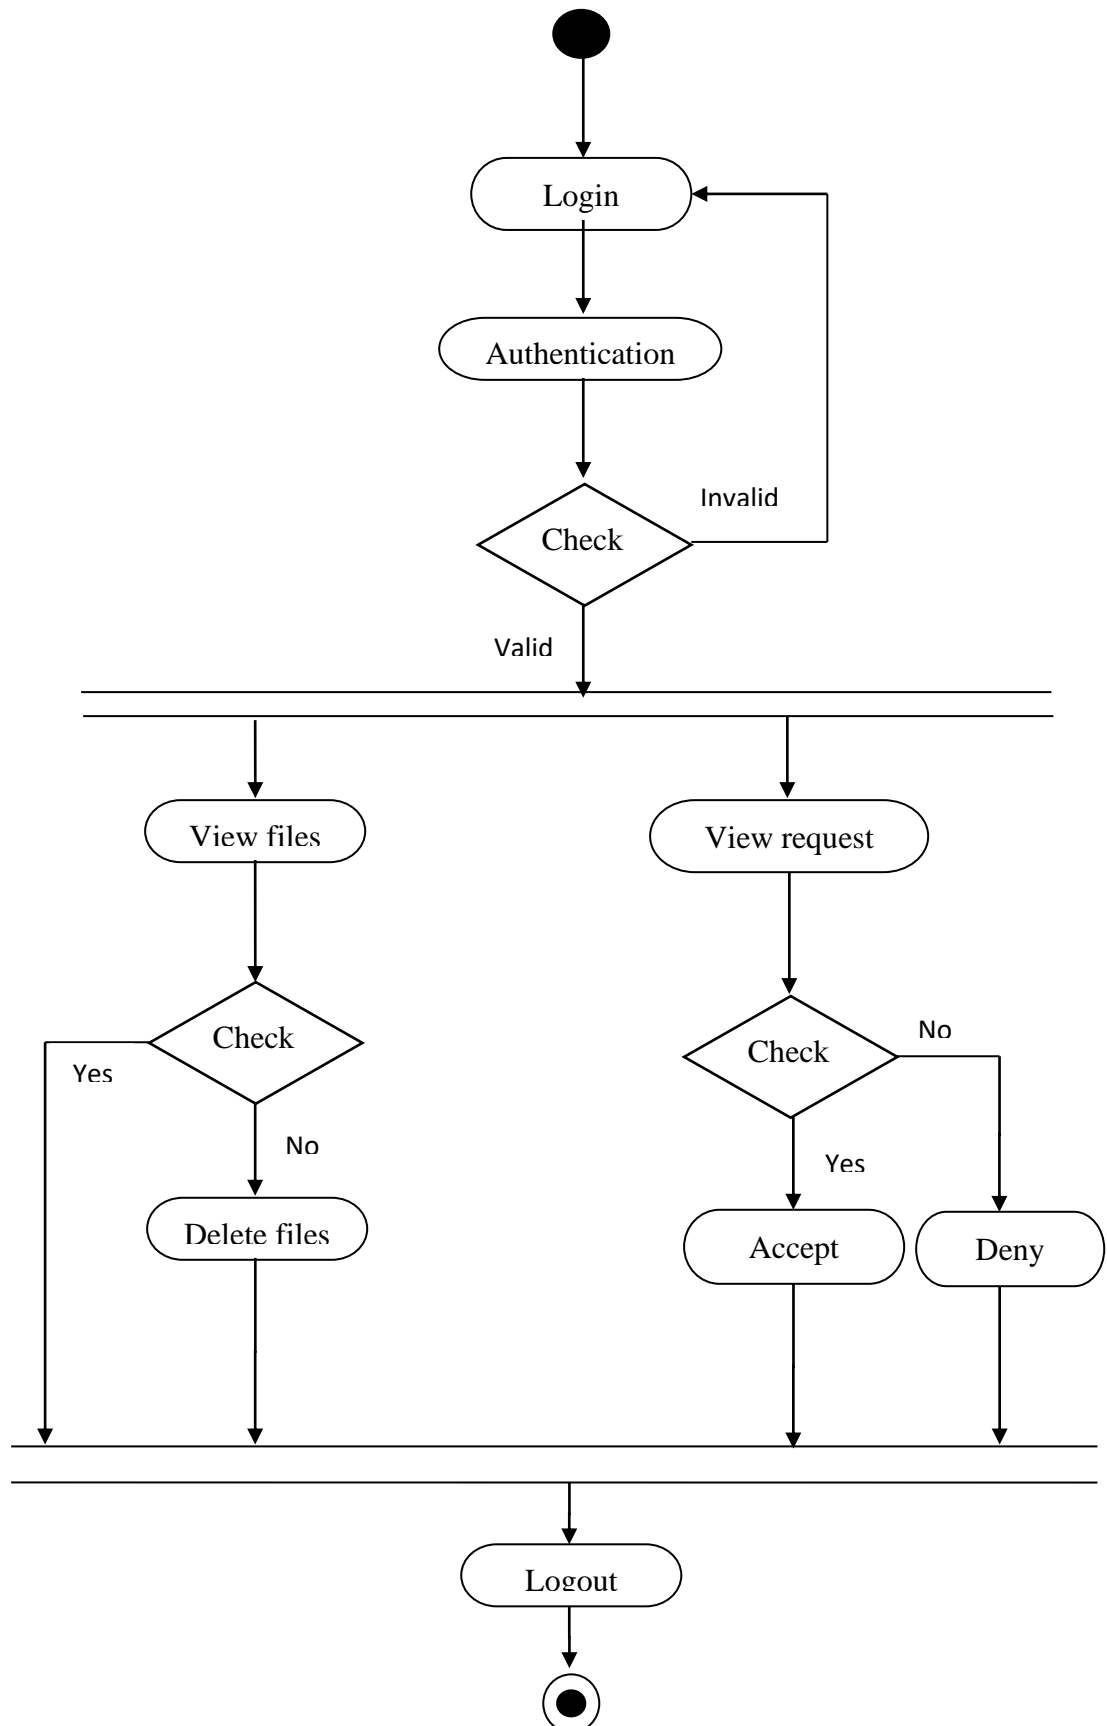 Login
Authentication
Invalid
Check
Valid
View files
View request
Check
No
Check
Yes
No
Yes
Delete files
Accept
Deny
Logout